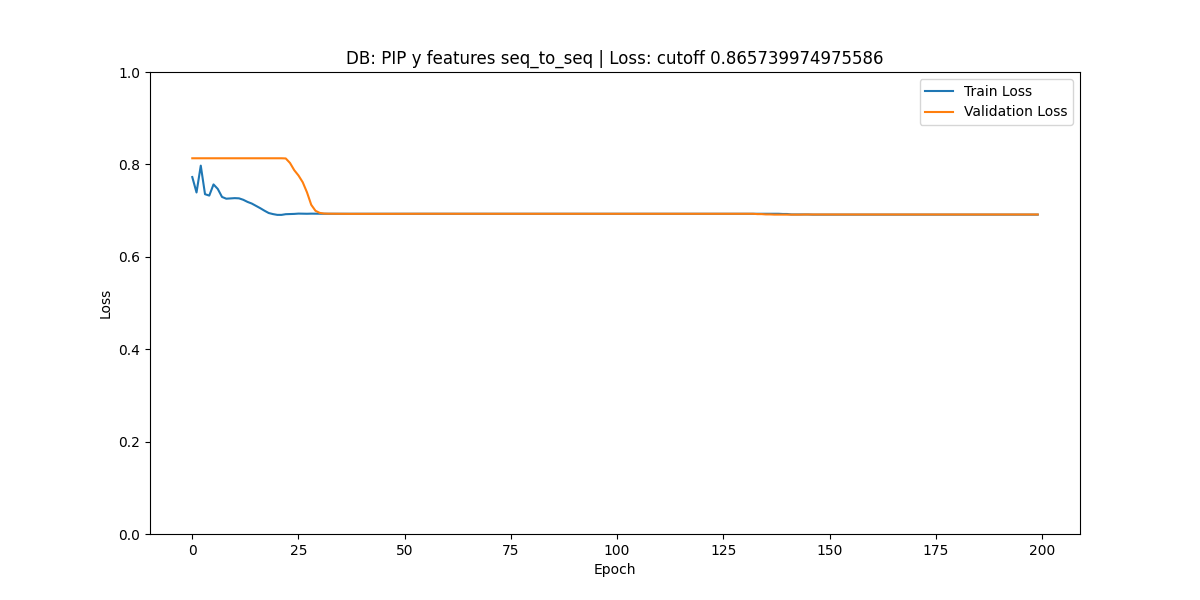 DB: PIP y features seq_to_seq | Loss: cutoff 0.865739974975586
1.0
0.8
0.6
0.4
0.2
0.0
Loss
Train Loss
Validation Loss
0 25 50 75 100 125 150 175 200
Epoch